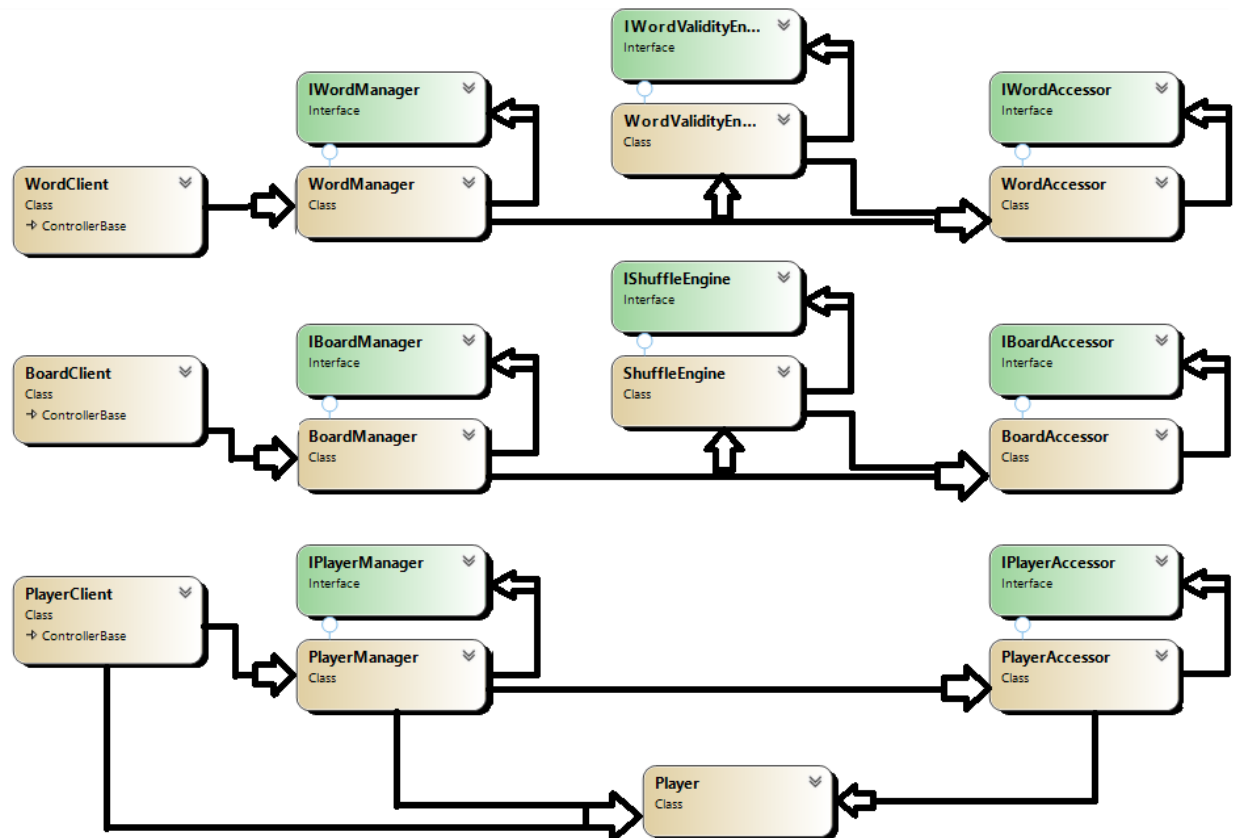 IWordValidityEn...
Interface
IWordManager
Interface
IWordAccessor
Interface
WordValidityEn...
Class
WordClient
Class
ControllerBase
WordManager
Class
WordAccessor
Class
IShuffleEngine
Interface
IBoardManager
Interface
IBoardAccessor
Interface
BoardClient
Class
ControllerBase
ShuffleEngine
Class
BoardManager
Class
BoardAccessor
Class
IPlayerManager
Interface
IPlayerAccessor
Interface
PlayerClient
Class
ControllerBase
PlayerManager
Class
PlayerAccessor
Class
Player
Class